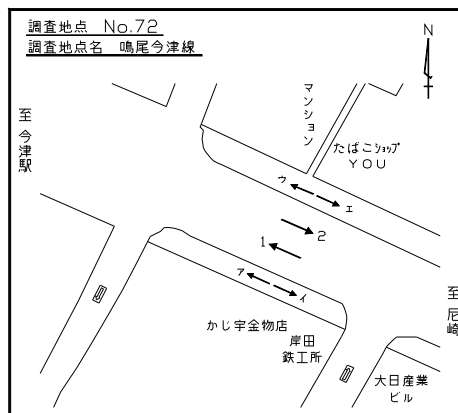 調査地点 No.72
調査地点名 鳴尾今津線
N
至 今津駅
マンション
たばこショップ
YOU
ウ
エ
1
2
ア
イ
至 尼崎
かじ宇金物店
岸田
鉄工所
大日産業
ビル